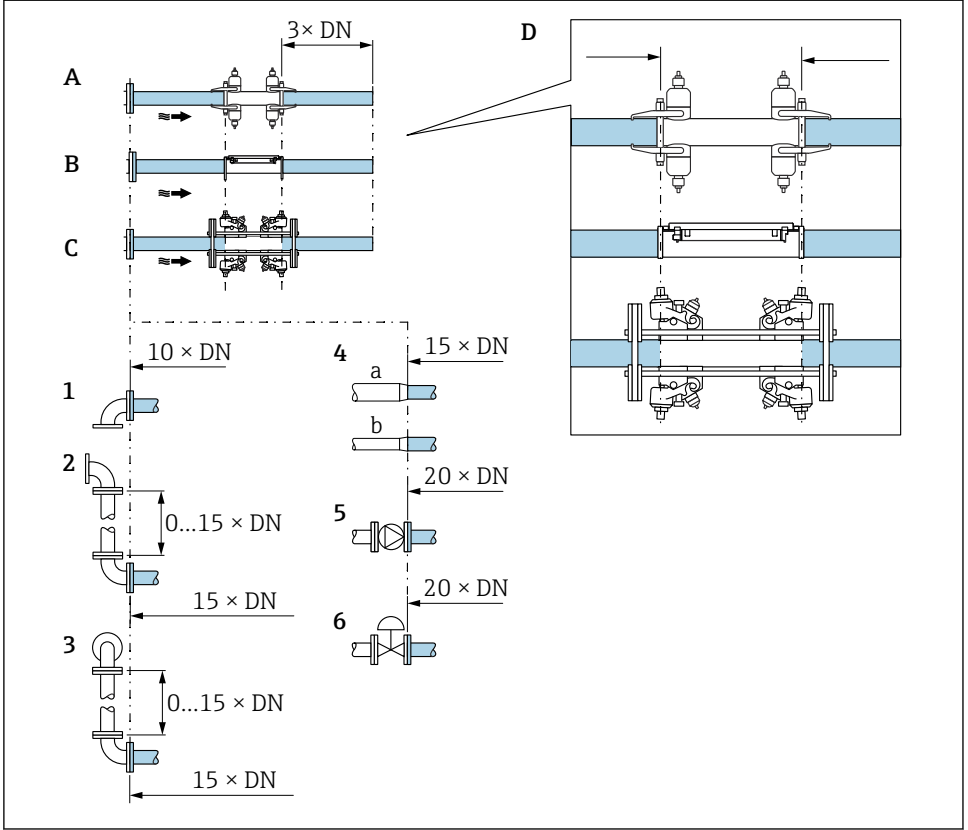 3× DN
A
B
C
D
10 × DN
1
2
0...15 × DN
15 × DN
3
0...15 × DN
15 × DN
4
15 × DN
a
b
20 × DN
5
20 × DN
6